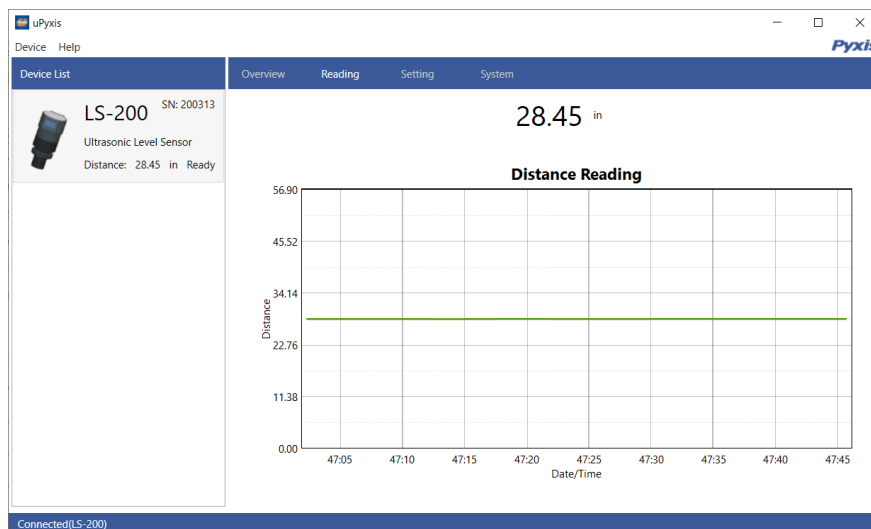 uPyxis
Device Help
Pyxis
Device List
Overview Reading Setting System
LS-200 SN: 200313
Ultrasonic Level Sensor
Distance: 28.45 in Ready
28.45 in
Distance Reading
56.90
45.52
34.14
22.76
11.38
0.00
Distance
47:05 47:10 47:15 47:20 47:25 47:30 47:35 47:40 47:45
Date/Time
Connected(LS-200)